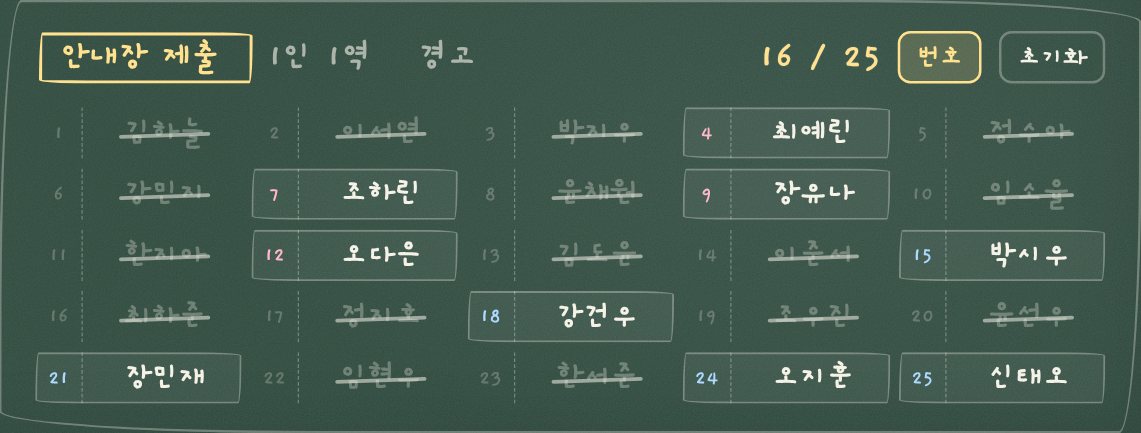 안내장 제출 1인 1역 경고 16 / 25 번호 초기화
1 김하늘 2 이서연 3 박지우 4 최예린 5 정수아
6 강민지 7 조하린 8 윤채원 9 장유나 10 임소율
11 한지아 12 오다은 13 김도윤 14 이준서 15 박시우
16 최하준 17 정지호 18 강건우 19 조우진 20 윤선우
21 장민재 22 임현우 23 한서준 24 오지훈 25 신태오